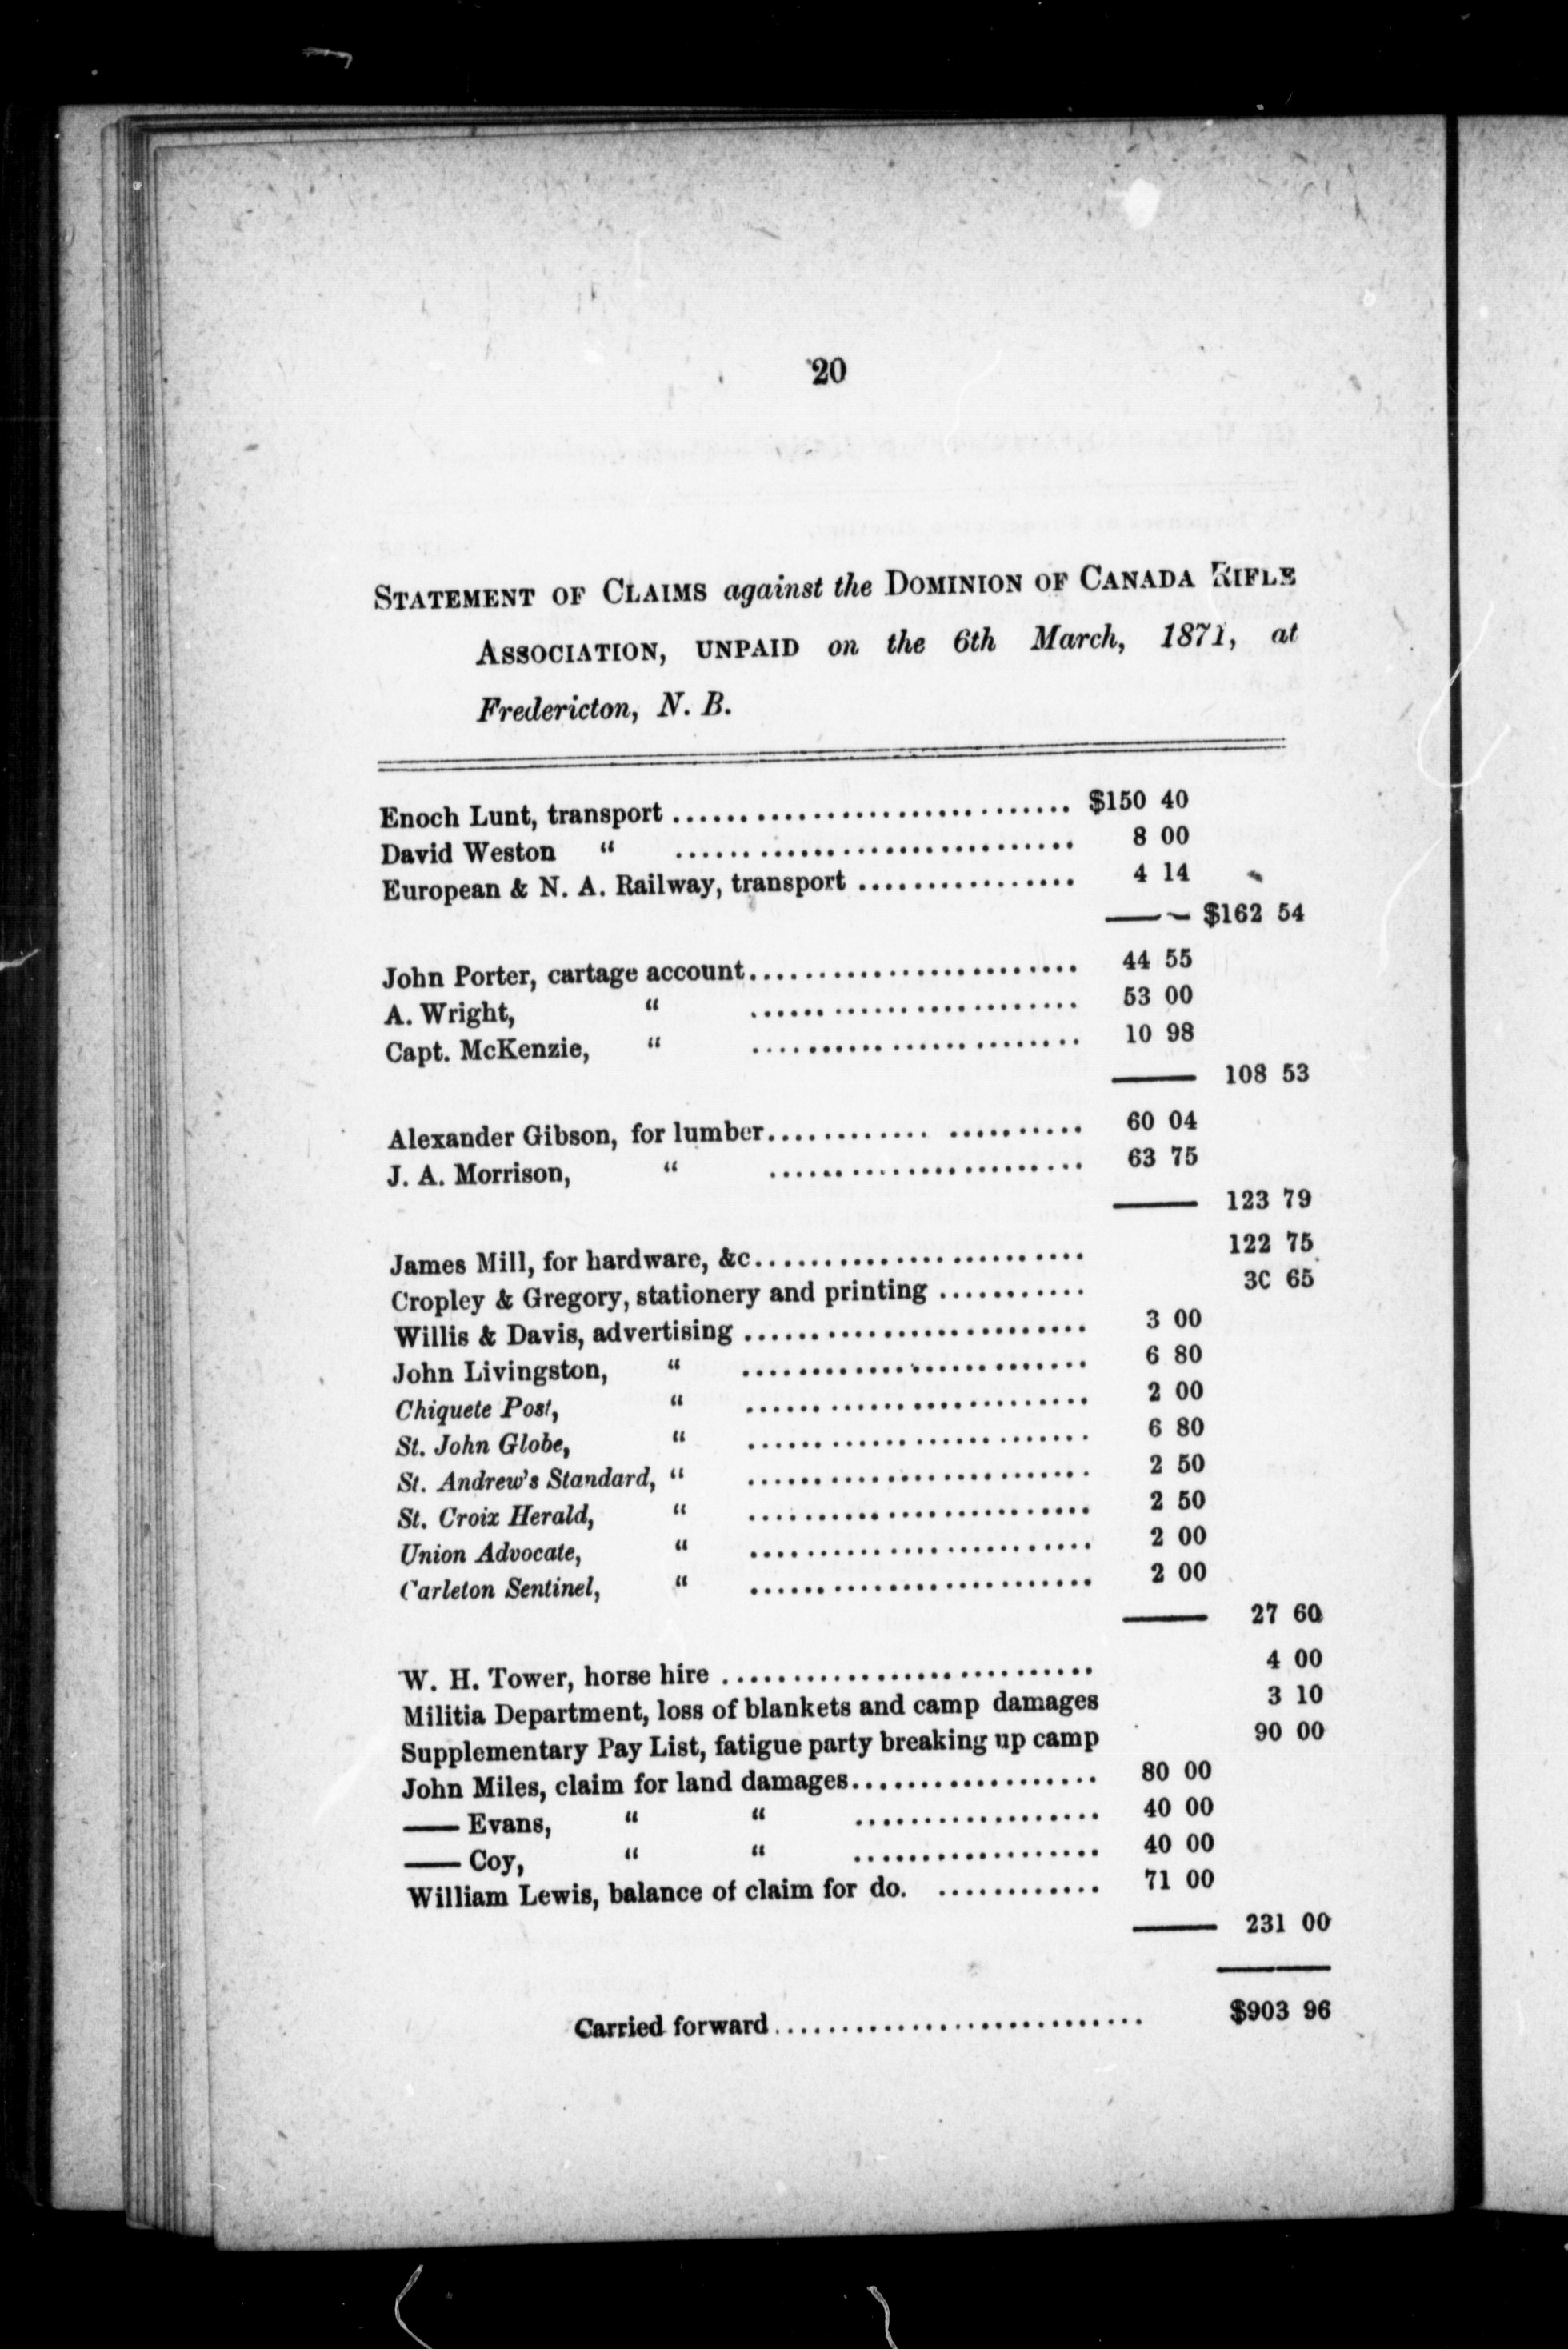 20
STATEMENT OF CLAIMS against the DOMINION OF CANADA RIFLE
ASSOCIATION, UNPAID on the 6th March, 1871, at
Fredericton, N. B.
Enoch Lunt, transport .............................. $150 40
David Weston “ .............................. 8 00
European & N. A. Railway, transport ................ 4 14
—— $162 54
John Porter, cartage account........................ 44 55
A. Wright, “ ........................ 53 00
Capt. McKenzie, “ ........................ 10 98
—— 108 53
Alexander Gibson, for lumber....................... 60 04
J. A. Morrison, “ ....................... 63 75
—— 123 79
James Mill, for hardware, &c........................ 122 75
Cropley & Gregory, stationery and printing ........... 30 65
Willis & Davis, advertising ......................... 3 00
John Livingston, “ ......................... 6 80
Chiquete Post, “ ......................... 2 00
St. John Globe, “ ......................... 6 80
St. Andrew's Standard, “ ......................... 2 50
St. Croix Herald, “ ......................... 2 50
Union Advocate, “ ......................... 2 00
Carleton Sentinel, “ ......................... 2 00
—— 27 60
W. H. Tower, horse hire ........................... 4 00
Militia Department, loss of blankets and camp damages 3 10
Supplementary Pay List, fatigue party breaking up camp 90 00
John Miles, claim for land damages.................. 80 00
—— Evans, “ “ .................. 40 00
—— Coy, “ “ .................. 40 00
William Lewis, balance of claim for do. ............ 71 00
—— 231 00
Carried forward........................... $903 96